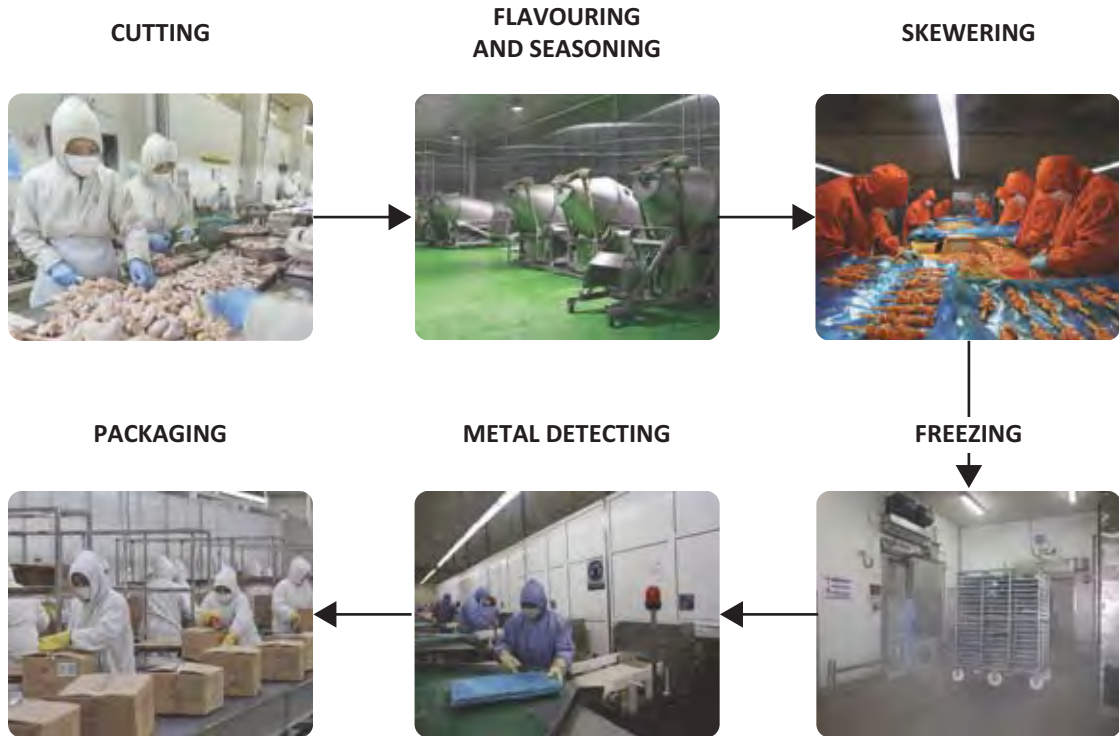 CUTTING
FLAVOURING
AND SEASONING
SKEWERING
PACKAGING
METAL DETECTING
FREEZING